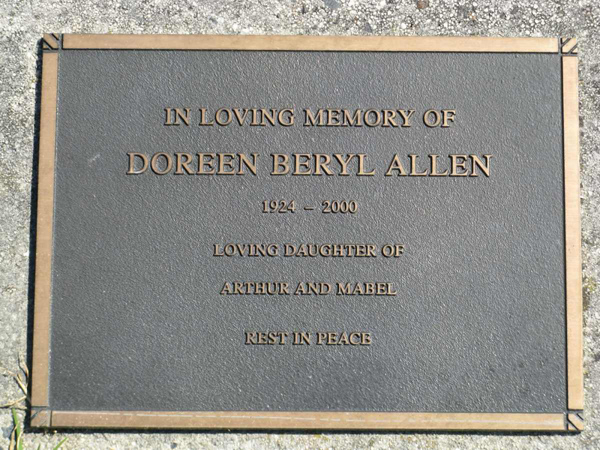 IN LOVING MEMORY OF
DOREEN BERYL ALLEN
1924 – 2000
LOVING DAUGHTER OF
ARTHUR AND MABEL
REST IN PEACE